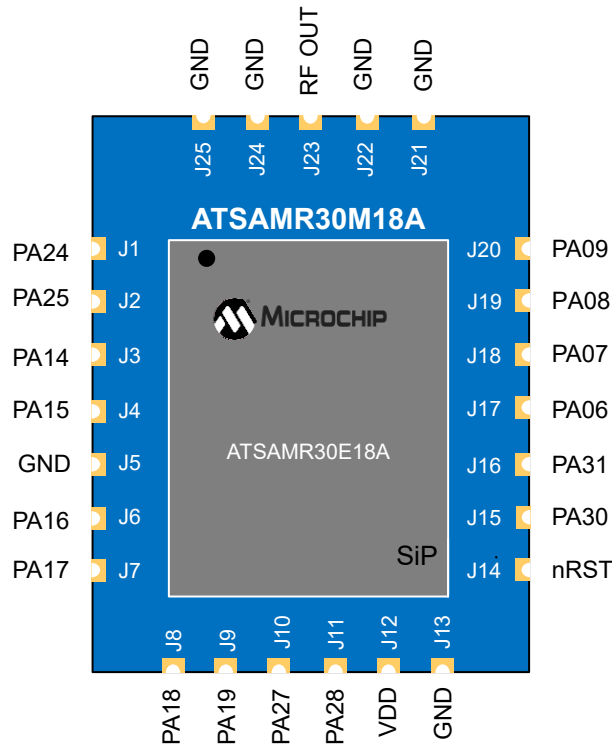 GND GND RF OUT GND GND
J25 J24 J23 J22 J21
ATSAMR30M18A
PA24 J1 J20 PA09
PA25 J2 J19 PA08
MICROCHIP
PA14 J3 J18 PA07
PA15 J4 J17 PA06
ATSAMR30E18A
GND J5 J16 PA31
PA16 J6 J15 PA30
SiP
PA17 J7 J14 nRST
J8 J9 J10 J11 J12 J13
PA18 PA19 PA27 PA28 VDD GND